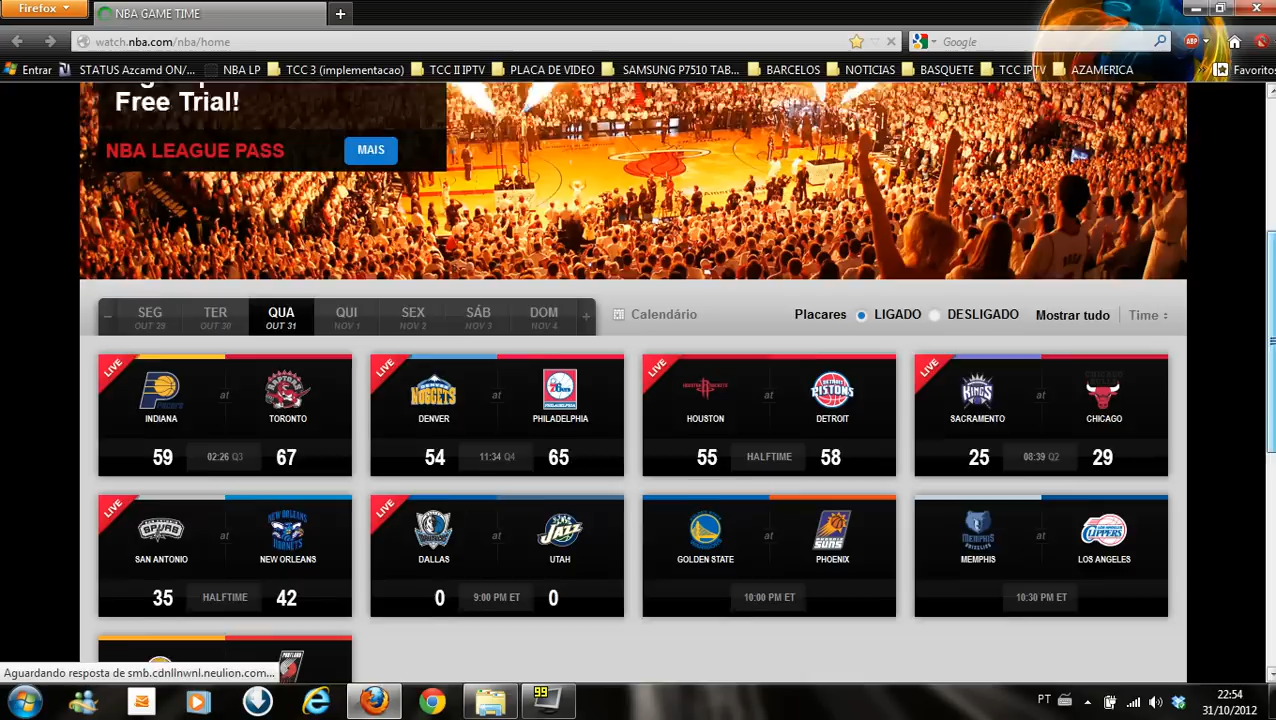 Firefox
NBA GAME TIME
watch.nba.com/nba/home
Google
ABP
Entrar
STATUS Azcamd ON/...
NBA LP
TCC 3 (implementacao)
TCC II IPTV
PLACA DE VIDEO
SAMSUNG P7510 TAB...
BARCELOS
NOTICIAS
BASQUETE
TCC IPTV
AZAMERICA
Favoritos
Free Trial!
NBA LEAGUE PASS
MAIS
SEG
OUT 29
TER
OUT 30
QUA
OUT 31
QUI
NOV 1
SEX
NOV 2
SÁB
NOV 3
DOM
NOV 4
Calendário
Placares
LIGADO
DESLIGADO
Mostrar tudo
Time
LIVE
INDIANA
at
TORONTO
59
02:26 Q3
67
LIVE
DENVER
at
PHILADELPHIA
54
11:34 Q4
65
LIVE
HOUSTON
at
DETROIT
55
HALFTIME
58
LIVE
SACRAMENTO
at
CHICAGO
25
08:39 Q2
29
LIVE
SAN ANTONIO
at
NEW ORLEANS
35
HALFTIME
42
LIVE
DALLAS
at
UTAH
0
9:00 PM ET
0
GOLDEN STATE
at
PHOENIX
10:00 PM ET
MEMPHIS
at
LOS ANGELES
10:30 PM ET
Aguardando resposta de smb.cdnllnwnl.neulion.com...
99
PT
22:54
31/10/2012